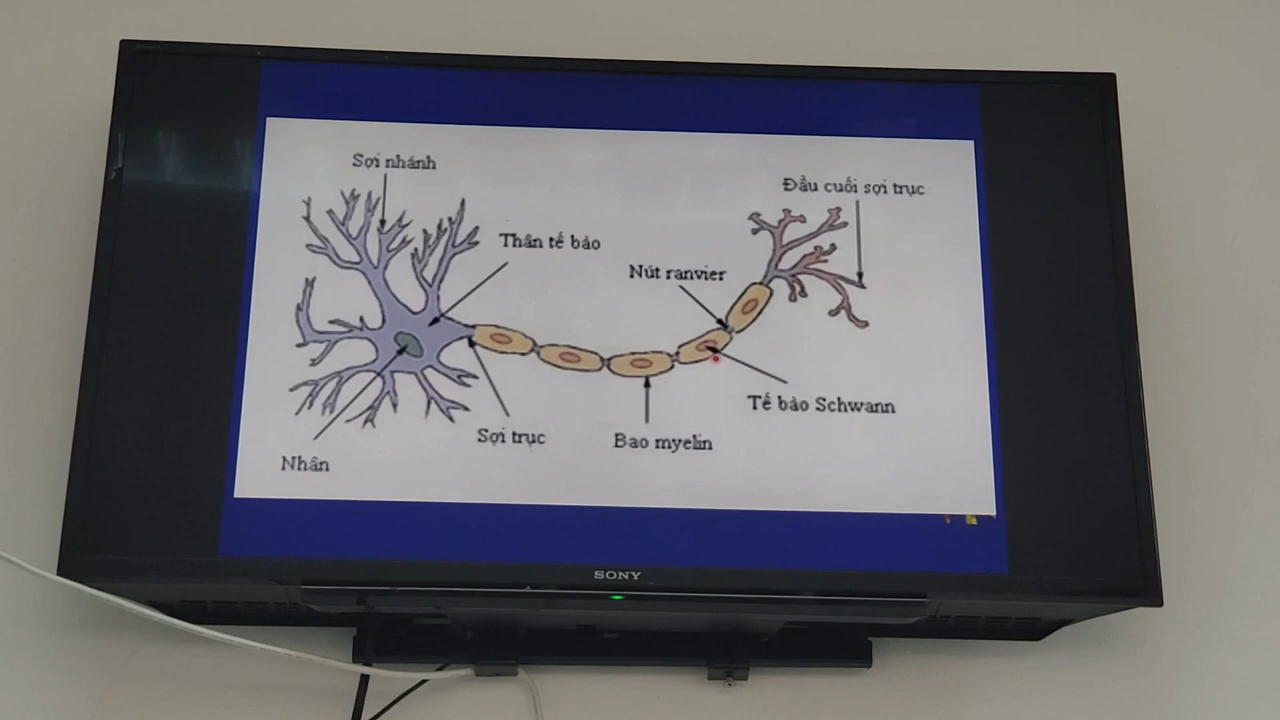 Sợi nhánh
Đầu cuối sợi trục
Thân tế bào
Nút ranvier
Tế bào Schwann
Sợi trục
Bao myelin
Nhân
SONY